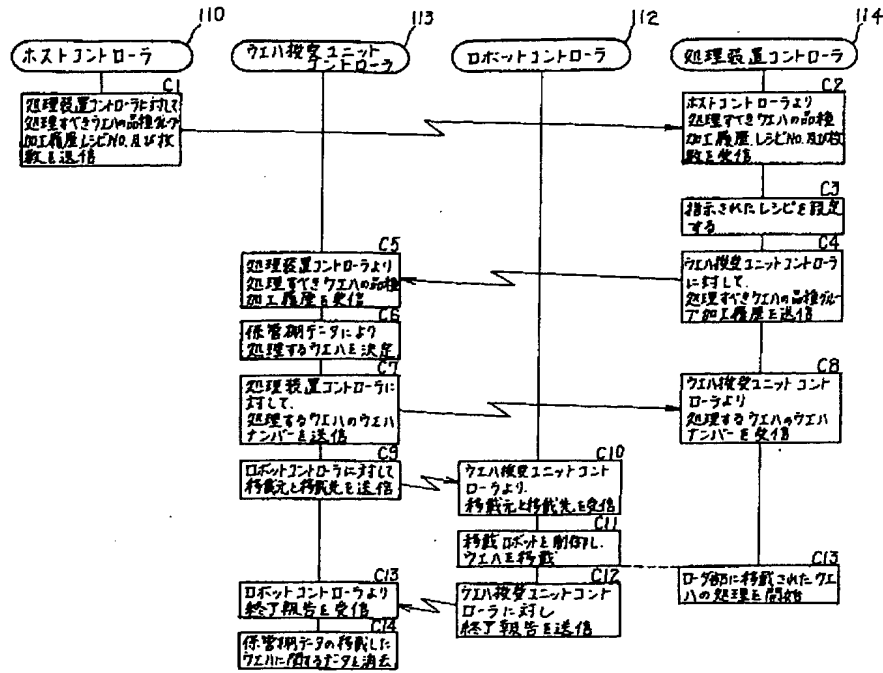 110
113
112
114
ホストコントローラ
ウエハ授受ユニット
コントローラ
ロボットコントローラ
処理装置コントローラ
C1
処理装置コントローラに対して
処理すべきウエハの品種グループ
加工履歴、レシピNO.及び枚
数を送信
C2
ホストコントローラより
処理すべきウエハの品種
加工履歴、レシピNO.及び枚
数を受信
C3
指示されたレシピを設定
する
C4
ウエハ授受ユニットコントローラ
に対して、
処理すべきウエハの品種グルー
プ加工履歴を送信
C5
処理装置コントローラより
処理すべきウエハの品種
加工履歴を受信
C6
保管棚データにより
処理するウエハを決定
C7
処理装置コントローラに
対して、
処理するウエハのウエハ
ナンバーを送信
C8
ウエハ授受ユニットコント
ローラより
処理するウエハのウエハ
ナンバーを受信
C9
ロボットコントローラに対して
移載元と移載先を送信
C10
ウエハ授受ユニットコント
ローラより、
移載元と移載先を受信
C11
移載ロボットを制御し、
ウエハを移載
C13
ローダ部に移載されたウエ
ハの処理を開始
C12
ウエハ授受ユニットコント
ローラに対し
終了報告を送信
C13
ロボットコントローラより
終了報告を受信
C14
保管棚データの移載した
ウエハに関するデータを消去